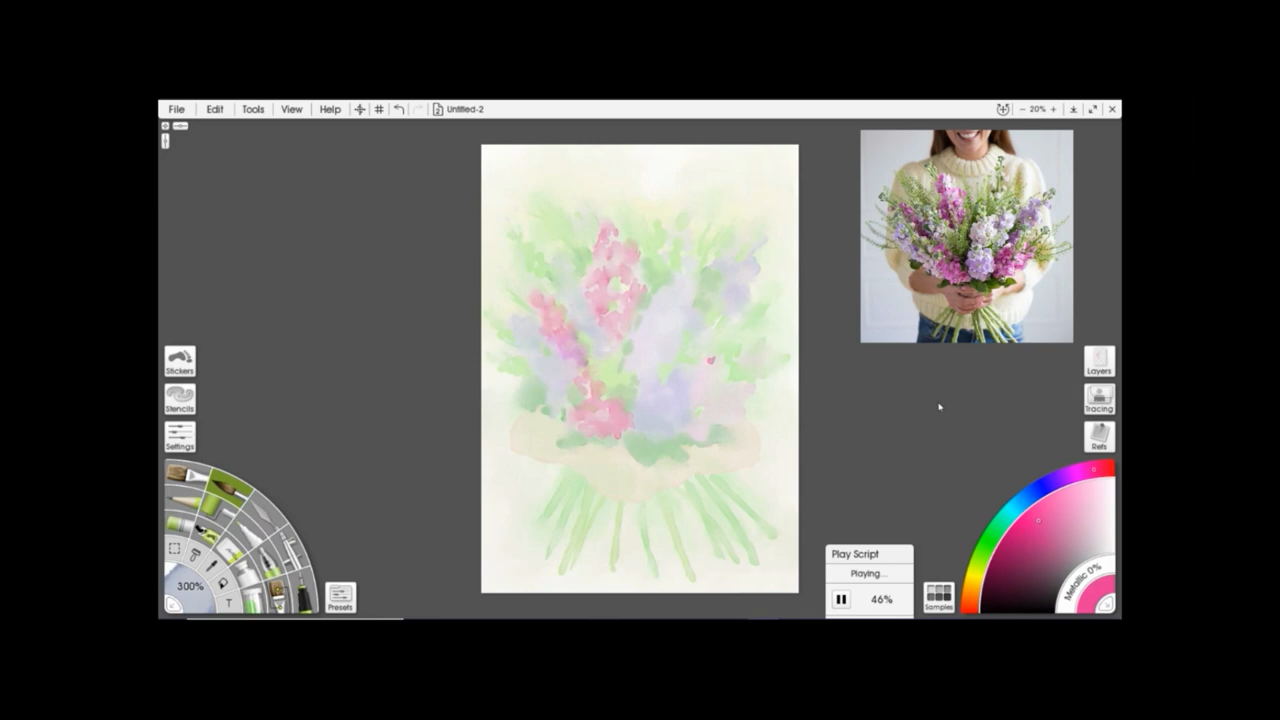 File Edit Tools View Help Untitled-2 − 20% +
Stickers
Layers
Stencils
Tracing
Settings
Refs
300%
T
Presets
Play Script
Playing...
46%
Samples
Metallic 0%